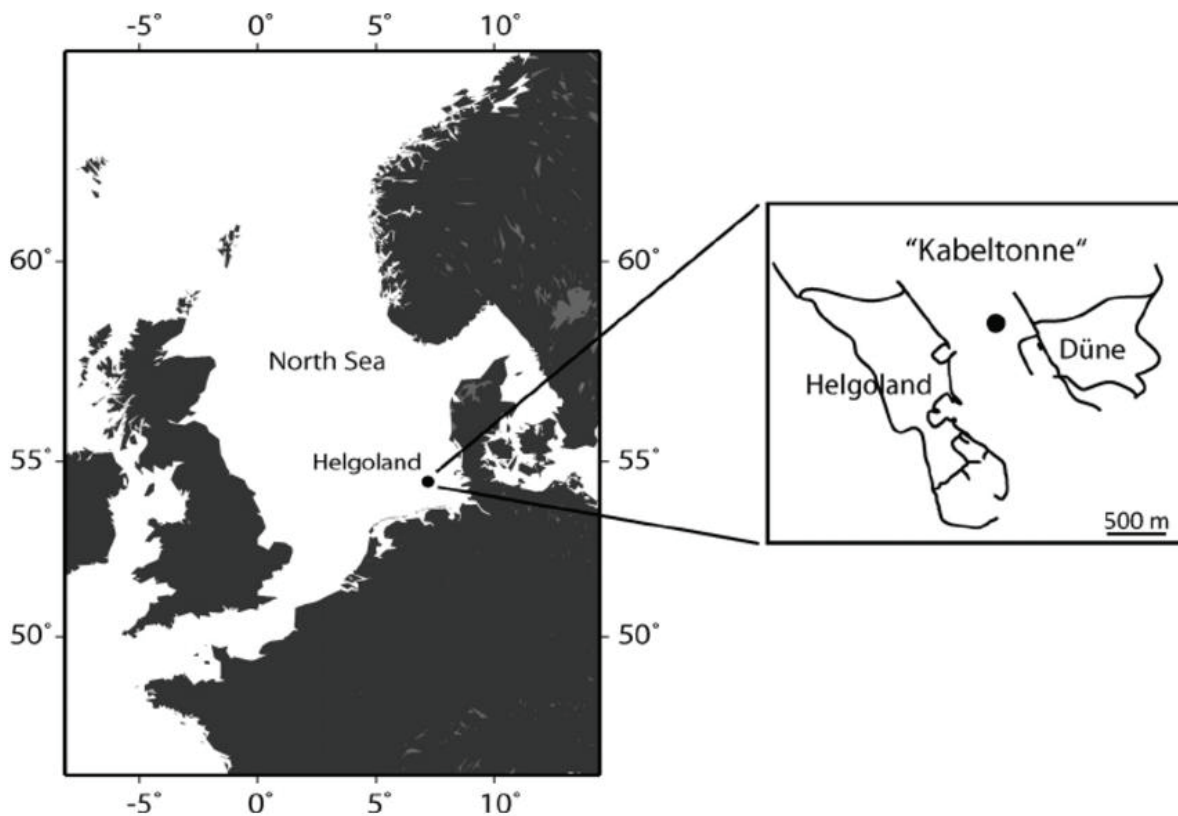 -5˚ 0˚ 5˚ 10˚
60˚ 60˚
North Sea
55˚ 55˚
Helgoland
50˚ 50˚
-5˚ 0˚ 5˚ 10˚
“Kabeltonne“
Düne
Helgoland
500 m